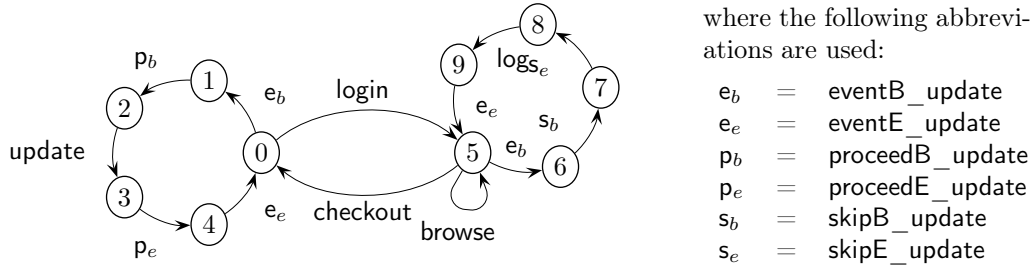 8
p_b
1
9
log
s_e
7
2
e_b
login
e_e
s_b
update
0
5
e_b
6
3
4
e_e
checkout
p_e
browse
where the following abbrevi-
ations are used:
e_b = eventB_update
e_e = eventE_update
p_b = proceedB_update
p_e = proceedE_update
s_b = skipB_update
s_e = skipE_update